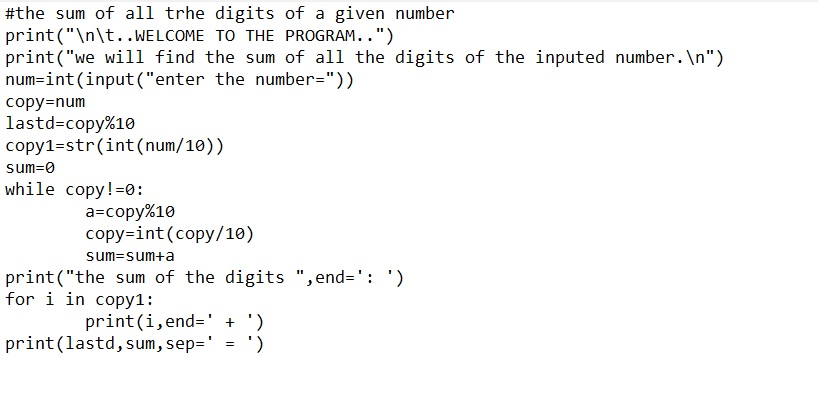 #the sum of all trhe digits of a given number
print("\n\t..WELCOME TO THE PROGRAM..")
print("we will find the sum of all the digits of the inputed number.\n")
num=int(input("enter the number="))
copy=num
lastd=copy%10
copy1=str(int(num/10))
sum=0
while copy!=0:
        a=copy%10
        copy=int(copy/10)
        sum=sum+a
print("the sum of the digits ",end=': ')
for i in copy1:
        print(i,end=' + ')
print(lastd,sum,sep=' = ')